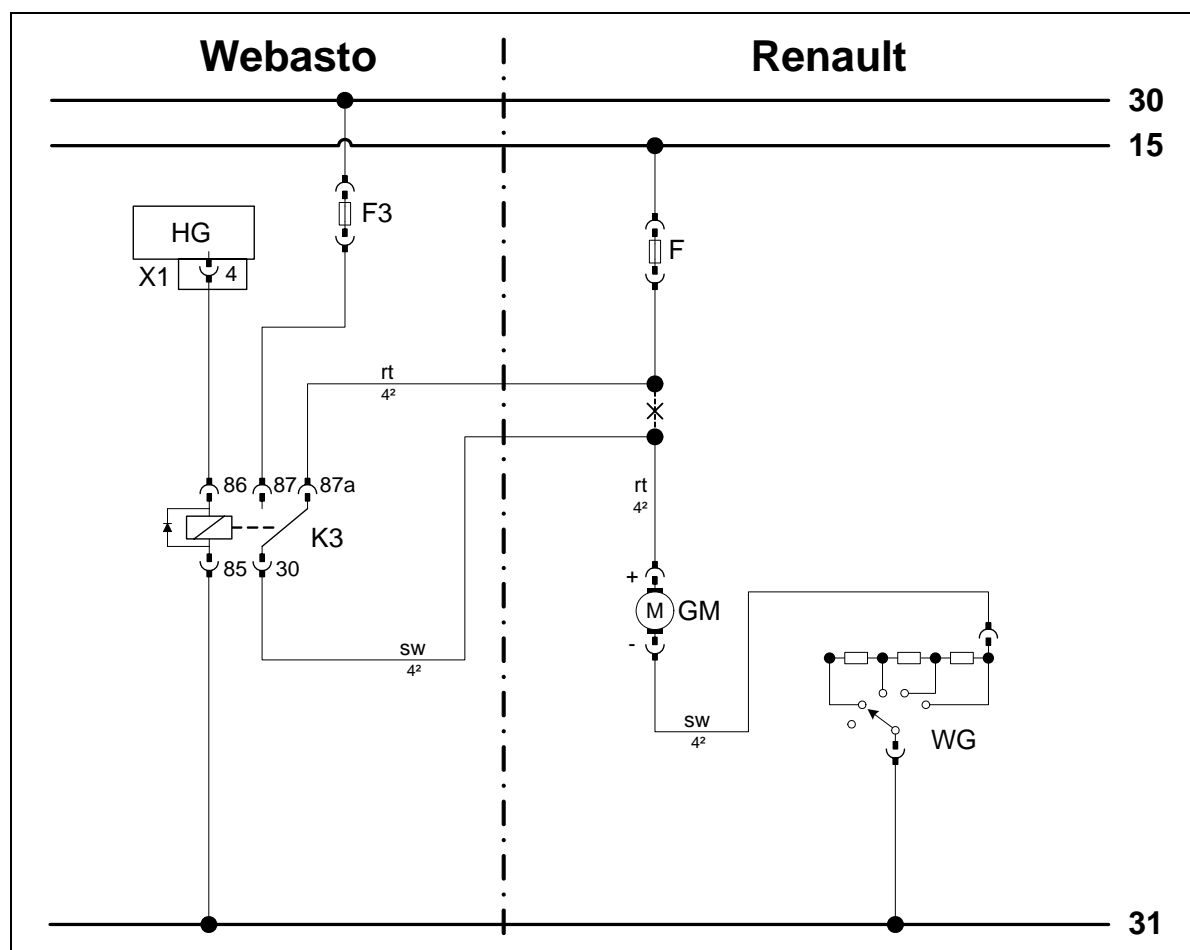 Webasto
Renault
30
15
F3
HG
F
X1
4
rt
4²
86
87
87a
rt
4²
K3
85
30
+
M
GM
-
sw
4²
sw
4²
WG
31